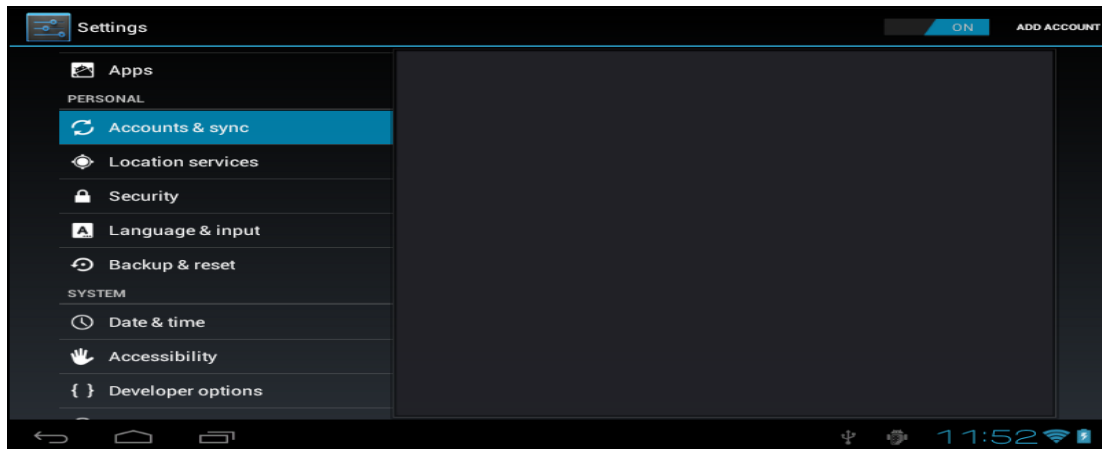 Settings
ON
ADD ACCOUNT
Apps
PERSONAL
Accounts & sync
Location services
Security
Language & input
Backup & reset
SYSTEM
Date & time
Accessibility
{ } Developer options
11:52